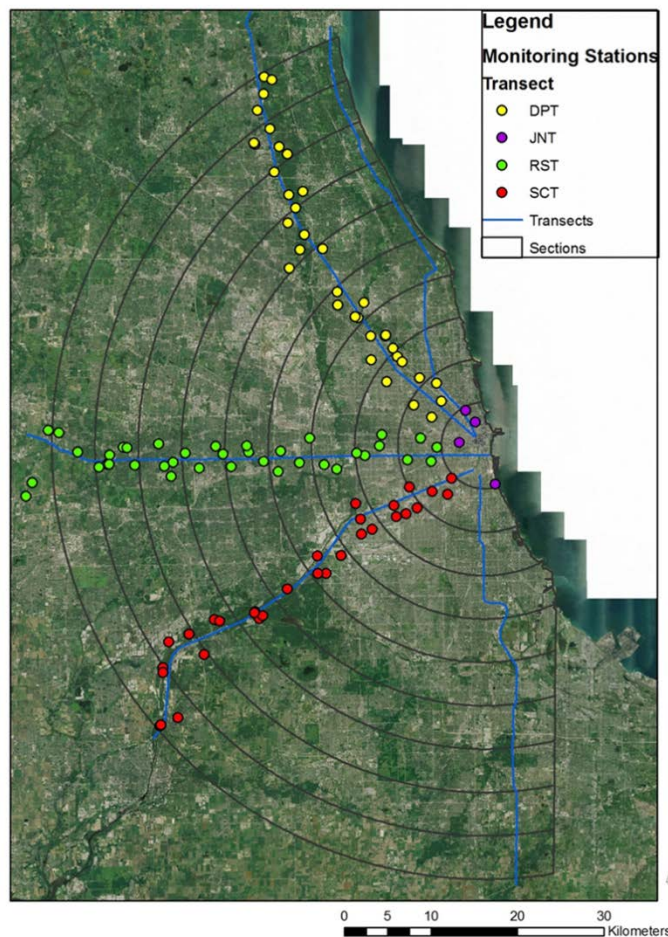 Legend
Monitoring Stations
Transect
DPT
JNT
RST
SCT
Transects
Sections
0 5 10 20 30
Kilometers